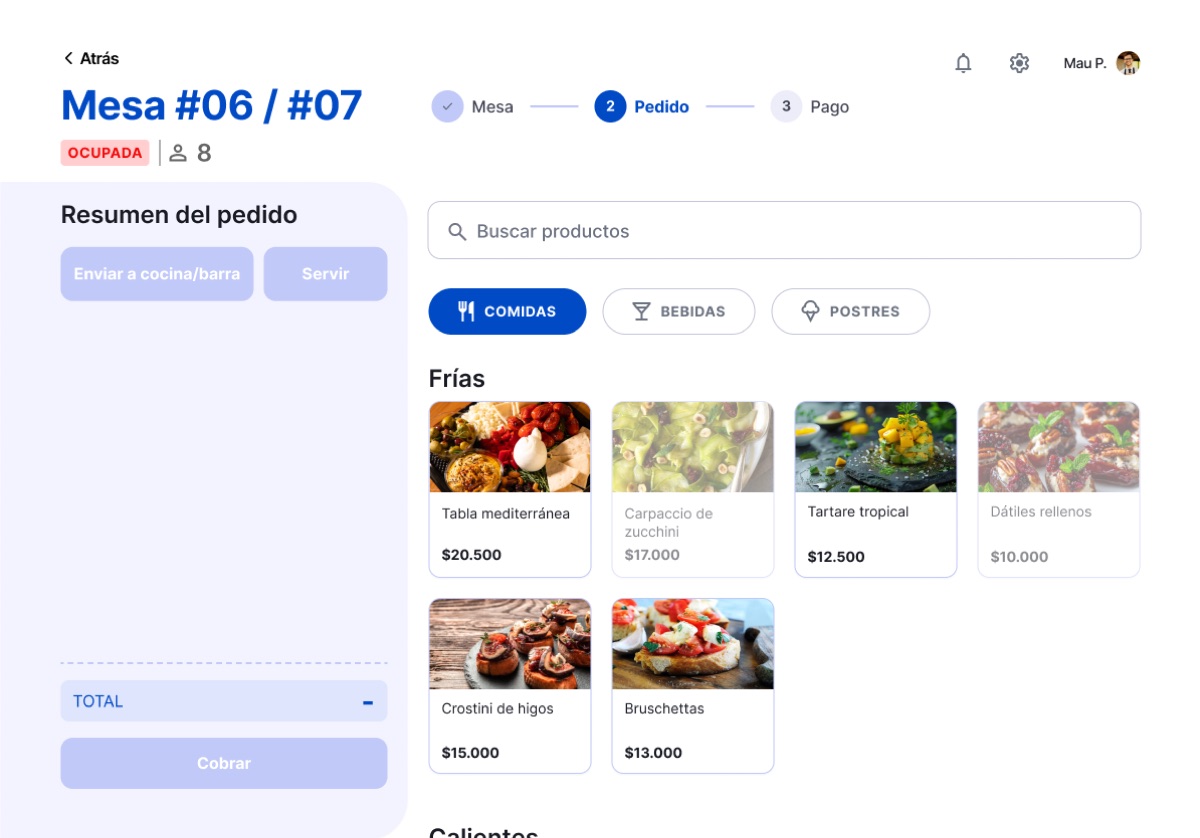 Atrás
Mesa #06 / #07
OCUPADA
8
Mesa
2
Pedido
3
Pago
Mau P.
Resumen del pedido
Enviar a cocina/barra
Servir
TOTAL
-
Cobrar
Buscar productos
COMIDAS
BEBIDAS
POSTRES
Frías
Tabla mediterránea
$20.500
Carpaccio de
zucchini
$17.000
Tartare tropical
$12.500
Dátiles rellenos
$10.000
Crostini de higos
$15.000
Bruschettas
$13.000
Calientes